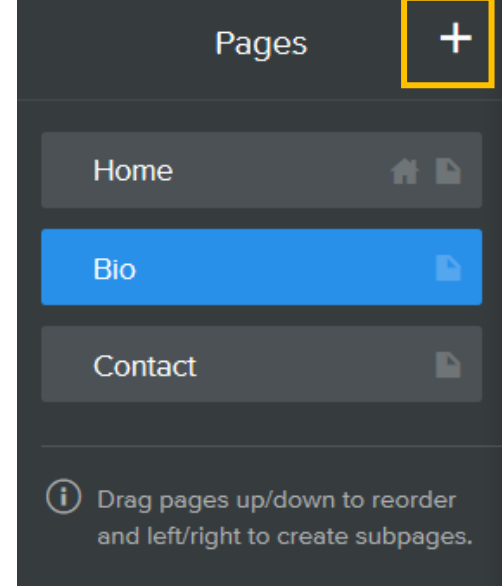 Pages +
Home
Bio
Contact
Drag pages up/down to reorder
and left/right to create subpages.